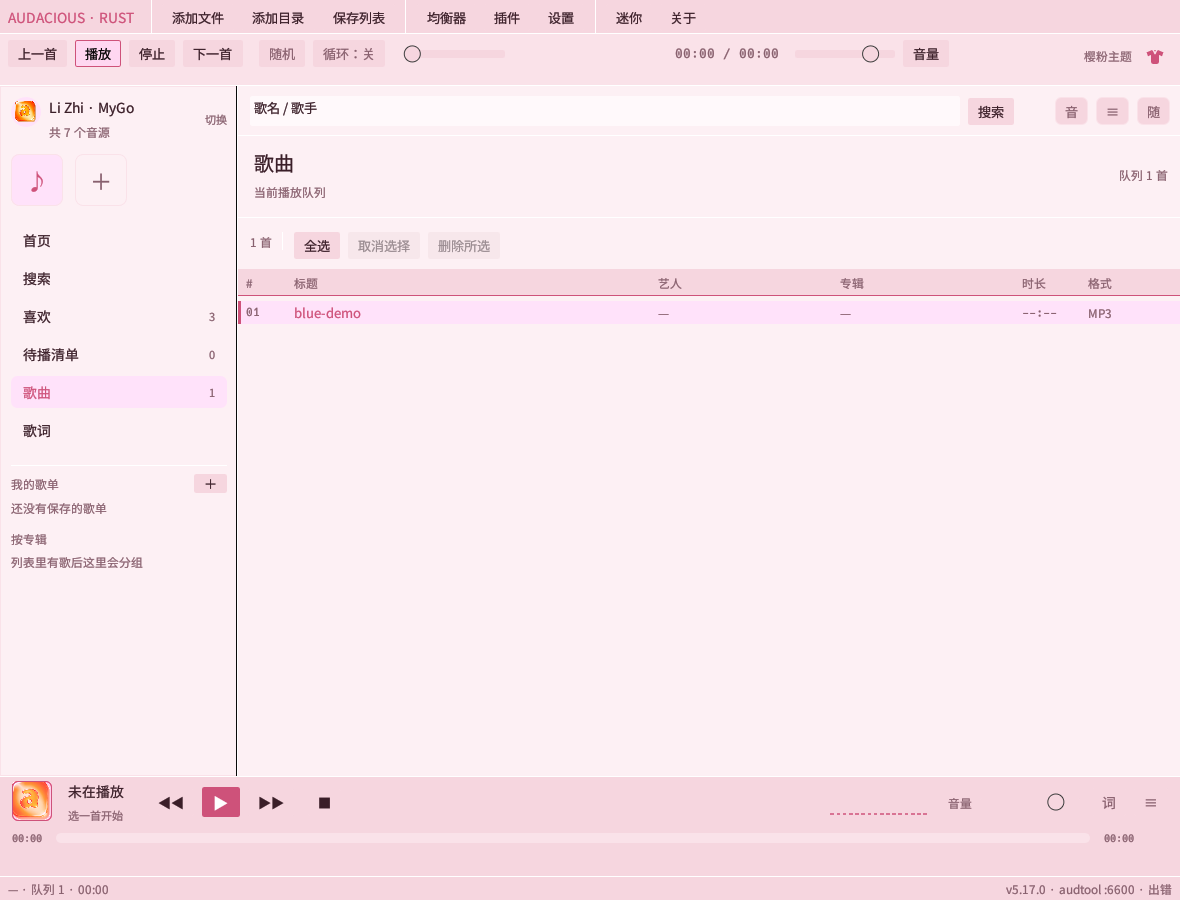 AUDACIOUS · RUST 添加文件 添加目录 保存列表 均衡器 插件 设置 迷你 关于
上一首 播放 停止 下一首 随机 循环：关 00:00 / 00:00 音量 樱粉主题
Li Zhi · MyGo
共 7 个音源
切换
♪ +
首页
搜索
喜欢 3
待播清单 0
歌曲 1
歌词
我的歌单 +
还没有保存的歌单
按专辑
列表里有歌后这里会分组
歌名 / 歌手 搜索 音 ≡ 随
歌曲
当前播放队列
队列 1 首
1 首 全选 取消选择 删除所选
# 标题 艺人 专辑 时长 格式
01 blue-demo — — --:-- MP3
未在播放
选一首开始
音量 词 ≡
00:00 00:00
— · 队列 1 · 00:00 v5.17.0 · audtool :6600 · 出错